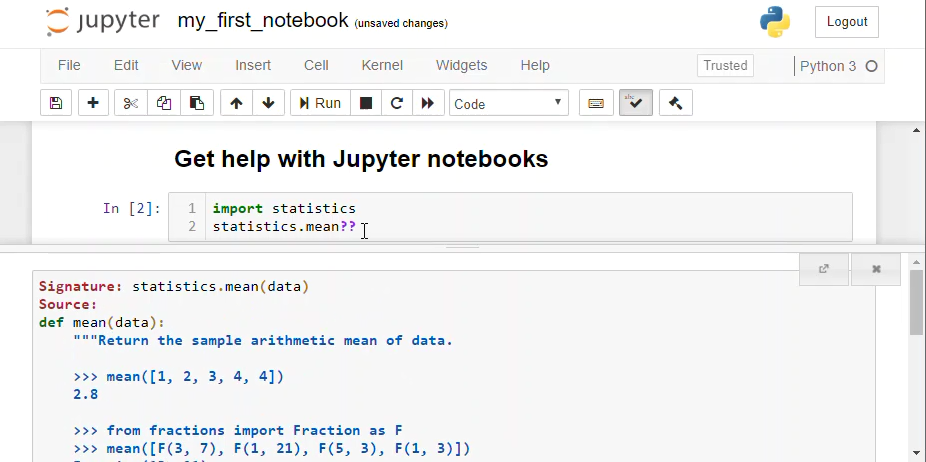 jupyter my_first_notebook (unsaved changes) Logout
File Edit View Insert Cell Kernel Widgets Help Trusted Python 3
Run Code
Get help with Jupyter notebooks
In [2]: 1 import statistics
2 statistics.mean??
Signature: statistics.mean(data)
Source:
def mean(data):
"""Return the sample arithmetic mean of data.
>>> mean([1, 2, 3, 4, 4])
2.8
>>> from fractions import Fraction as F
>>> mean([F(3, 7), F(1, 21), F(5, 3), F(1, 3)])